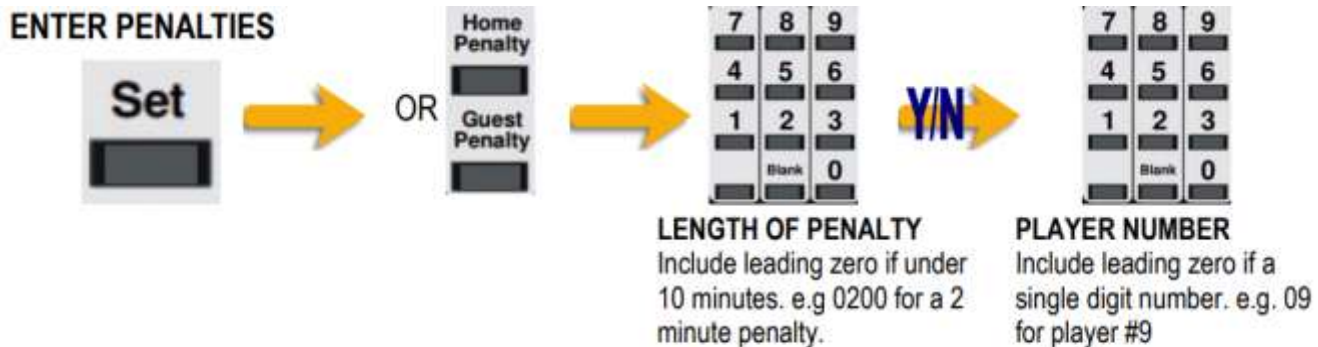 ENTER PENALTIES
Set
OR
Home
Penalty
Guest
Penalty
7 8 9
4 5 6
1 2 3
Blank 0
Y/N
7 8 9
4 5 6
1 2 3
Blank 0
LENGTH OF PENALTY
Include leading zero if under
10 minutes. e.g 0200 for a 2
minute penalty.
PLAYER NUMBER
Include leading zero if a
single digit number. e.g. 09
for player #9